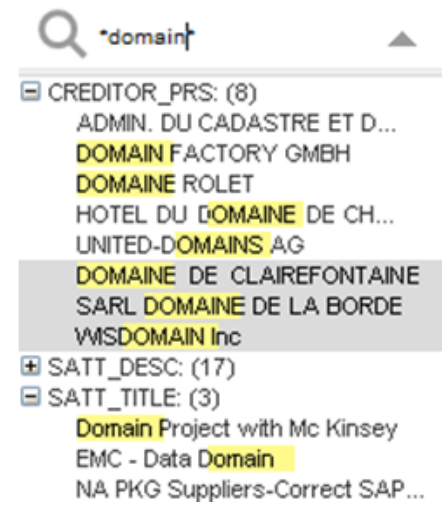 *domain*
CREDITOR_PRS: (8)
ADMIN. DU CADASTRE ET D...
DOMAIN FACTORY GMBH
DOMAINE ROLET
HOTEL DU DOMAINE DE CH...
UNITED-DOMAINS AG
DOMAINE DE CLAIREFONTAINE
SARL DOMAINE DE LA BORDE
WISDOMAIN Inc
SATT_DESC: (17)
SATT_TITLE: (3)
Domain Project with Mc Kinsey
EMC - Data Domain
NA PKG Suppliers-Correct SAP...